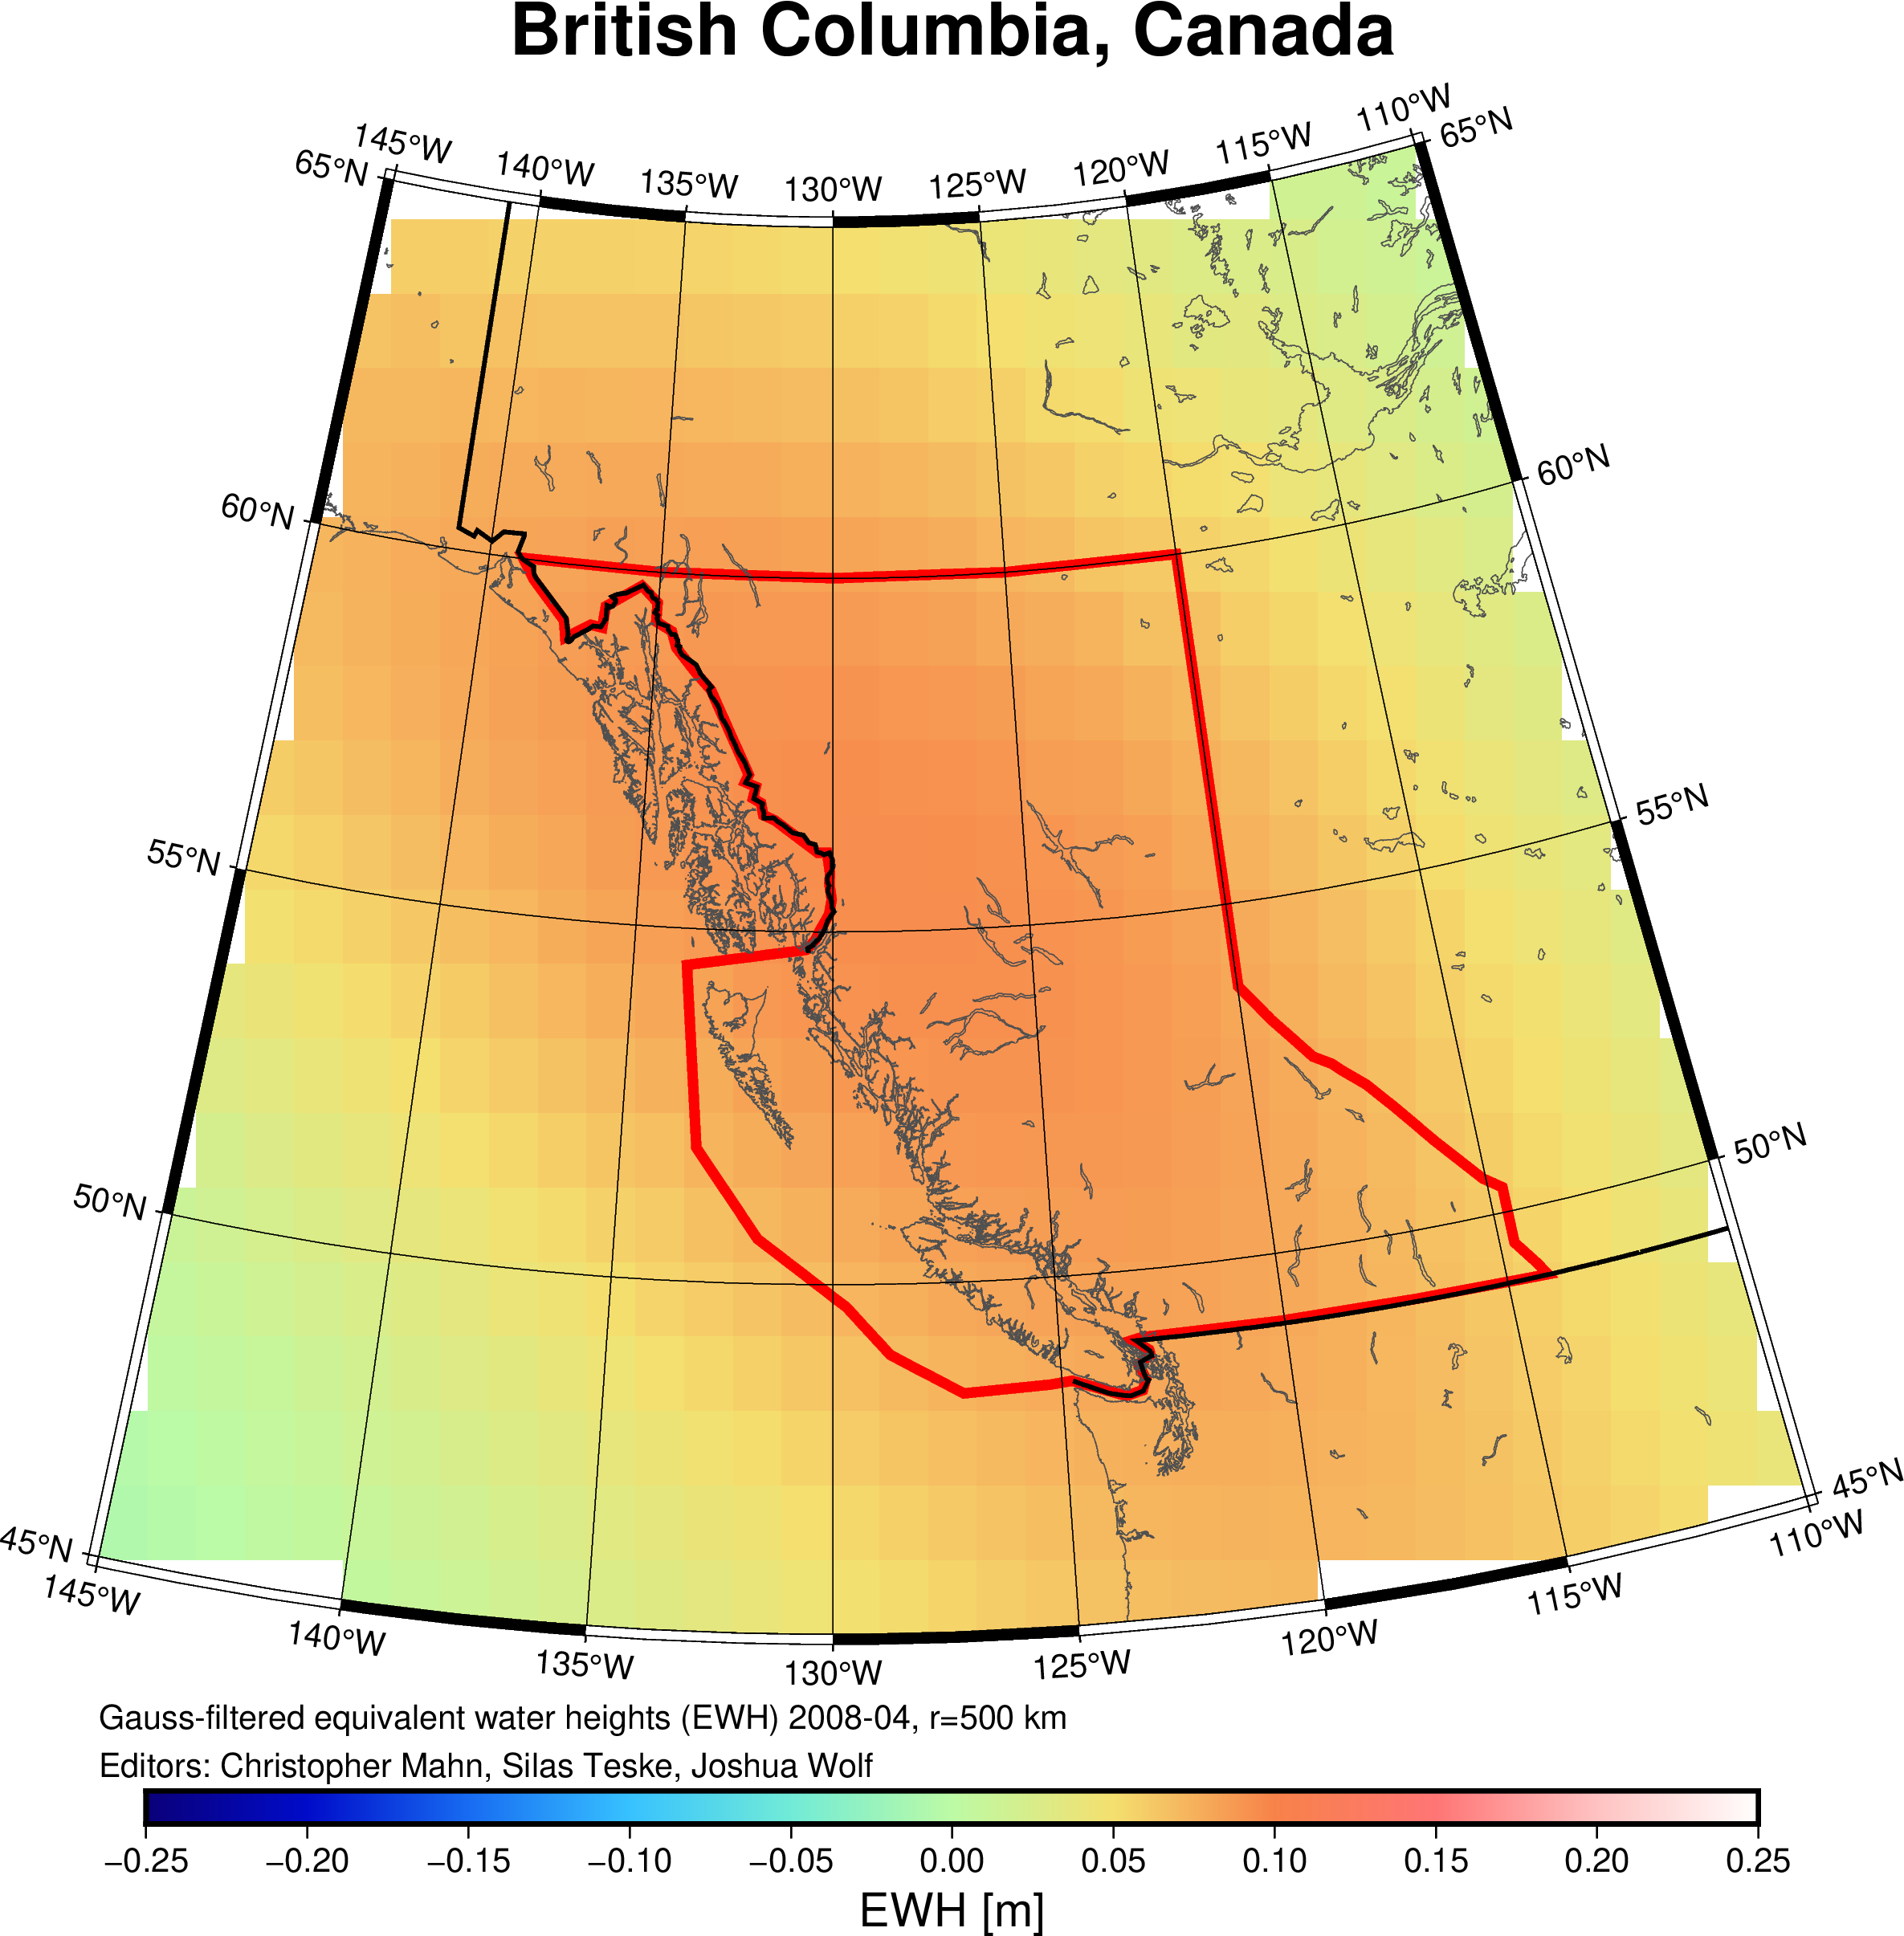 British Columbia, Canada
145°W
140°W
135°W
130°W
125°W
120°W
115°W
110°W
65°N
65°N
60°N
60°N
55°N
55°N
50°N
50°N
45°N
45°N
145°W
140°W
135°W
130°W
125°W
120°W
115°W
110°W
Gauss-filtered equivalent water heights (EWH) 2008-04, r=500 km
Editors: Christopher Mahn, Silas Teske, Joshua Wolf
−0.25 −0.20 −0.15 −0.10 −0.05 0.00 0.05 0.10 0.15 0.20 0.25
EWH [m]